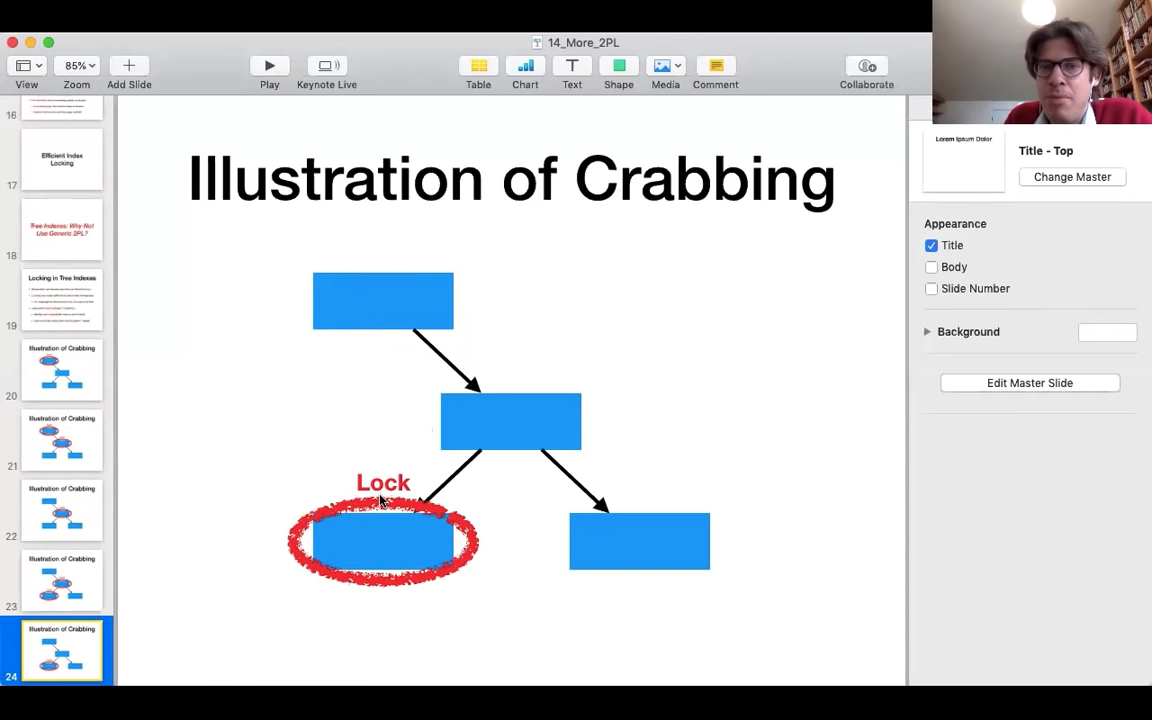 14_More_2PL
85%
View
Zoom
Add Slide
Play
Keynote Live
Table
Chart
Text
Shape
Media
Comment
Collaborate
16
17
Efficient Index
Locking
18
Tree Indexes: Why Not
Use Generic 2PL?
19
Locking in Tree Indexes
20
Illustration of Crabbing
21
Illustration of Crabbing
22
Illustration of Crabbing
23
Illustration of Crabbing
24
Illustration of Crabbing
Illustration of Crabbing
Lock
Lorem Ipsum Dolor
Title - Top
Change Master
Appearance
Title
Body
Slide Number
Background
Edit Master Slide